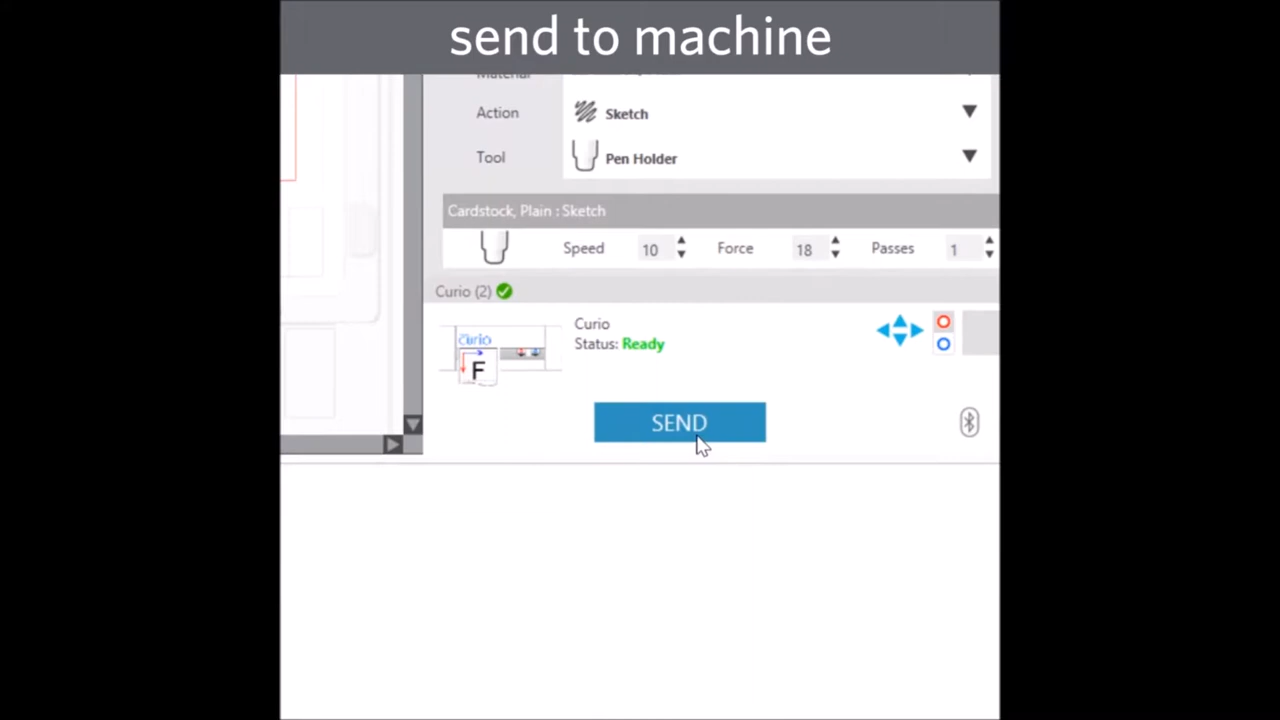 send to machine
Material
Action
Sketch
Tool
Pen Holder
Cardstock, Plain : Sketch
Speed
10
Force
18
Passes
1
Curio (2)
Curio
Status: Ready
Curio
F
SEND